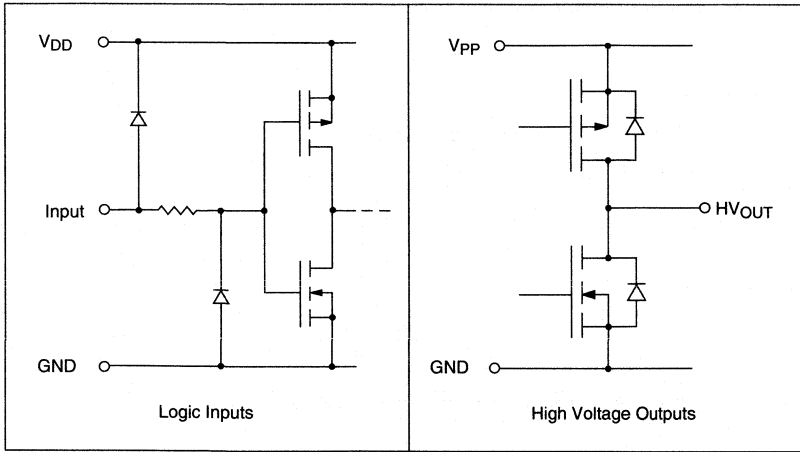 VDD
Input
GND
Logic Inputs
VPP
HVOUT
GND
High Voltage Outputs